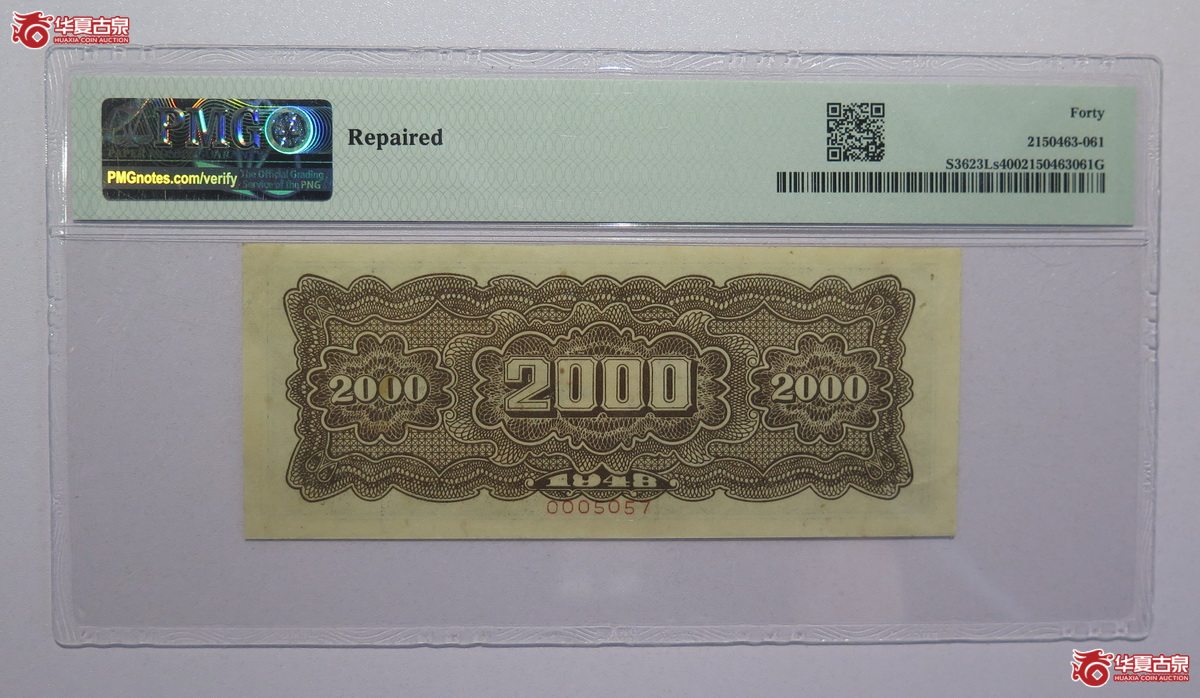 华夏古泉
HUAXIA COIN AUCTION
PMG
PMGnotes.com/verify
The Official Grading
Service of the PNG
Repaired
Forty
2150463-061
S3623Ls4002150463061G
2000
2000
2000
1948
0005057
华夏古泉
HUAXIA COIN AUCTION